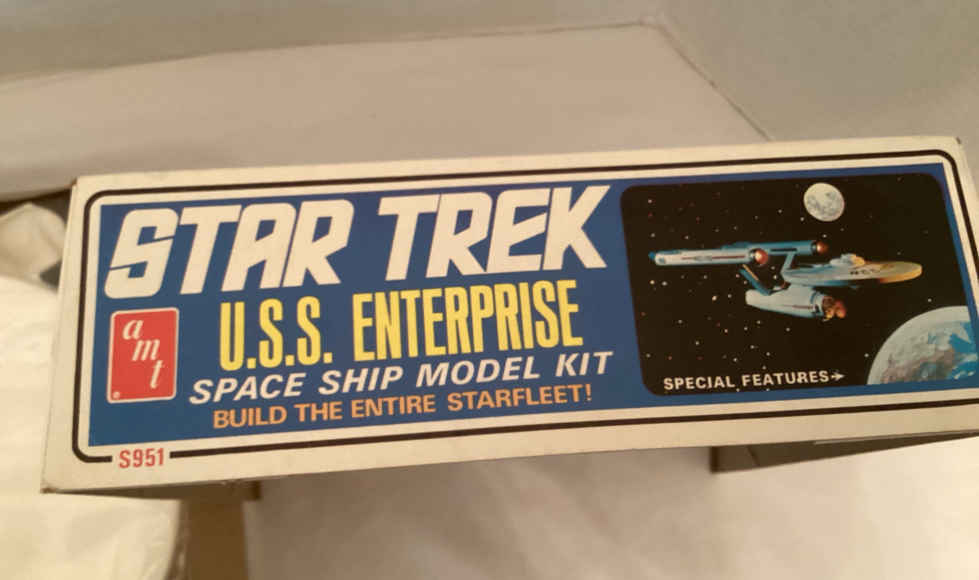 STAR TREK
amt
®
U.S.S. ENTERPRISE
SPACE SHIP MODEL KIT
BUILD THE ENTIRE STARFLEET!
S951
SPECIAL FEATURES